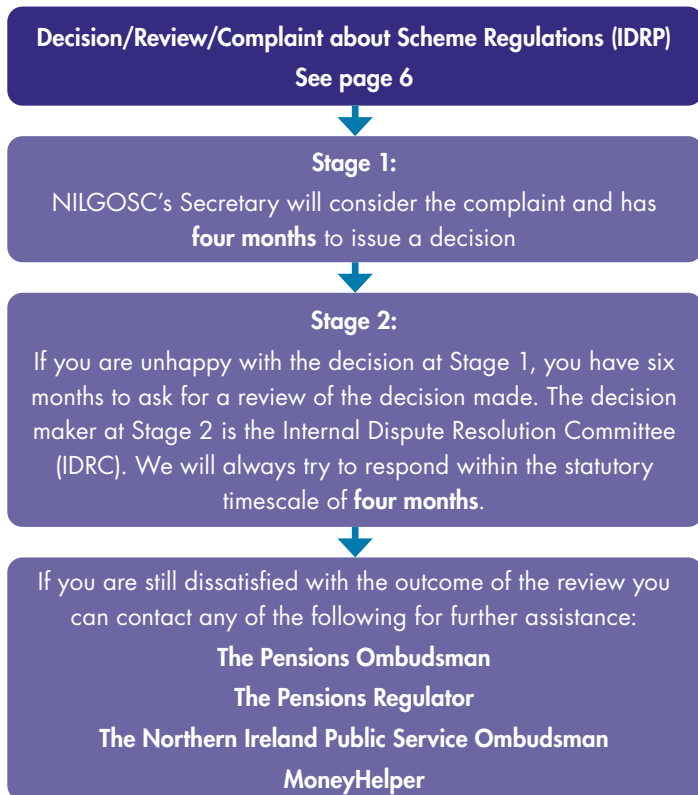 Decision/Review/Complaint about Scheme Regulations (IDRP)
See page 6
Stage 1:
NILGOSC’s Secretary will consider the complaint and has
four months to issue a decision
Stage 2:
If you are unhappy with the decision at Stage 1, you have six
months to ask for a review of the decision made. The decision
maker at Stage 2 is the Internal Dispute Resolution Committee
(IDRC). We will always try to respond within the statutory
timescale of four months.
If you are still dissatisfied with the outcome of the review you
can contact any of the following for further assistance:
The Pensions Ombudsman
The Pensions Regulator
The Northern Ireland Public Service Ombudsman
MoneyHelper